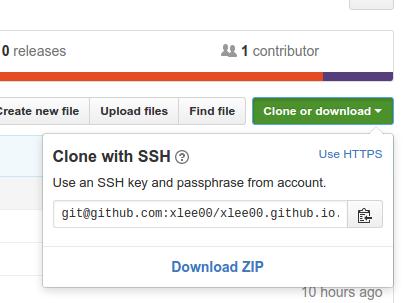 0 releases
1 contributor
Create new file
Upload files
Find file
Clone or download
Clone with SSH ?
Use HTTPS
Use an SSH key and passphrase from account.
git@github.com:xlee00/xlee00.github.io.
Download ZIP
10 hours ago